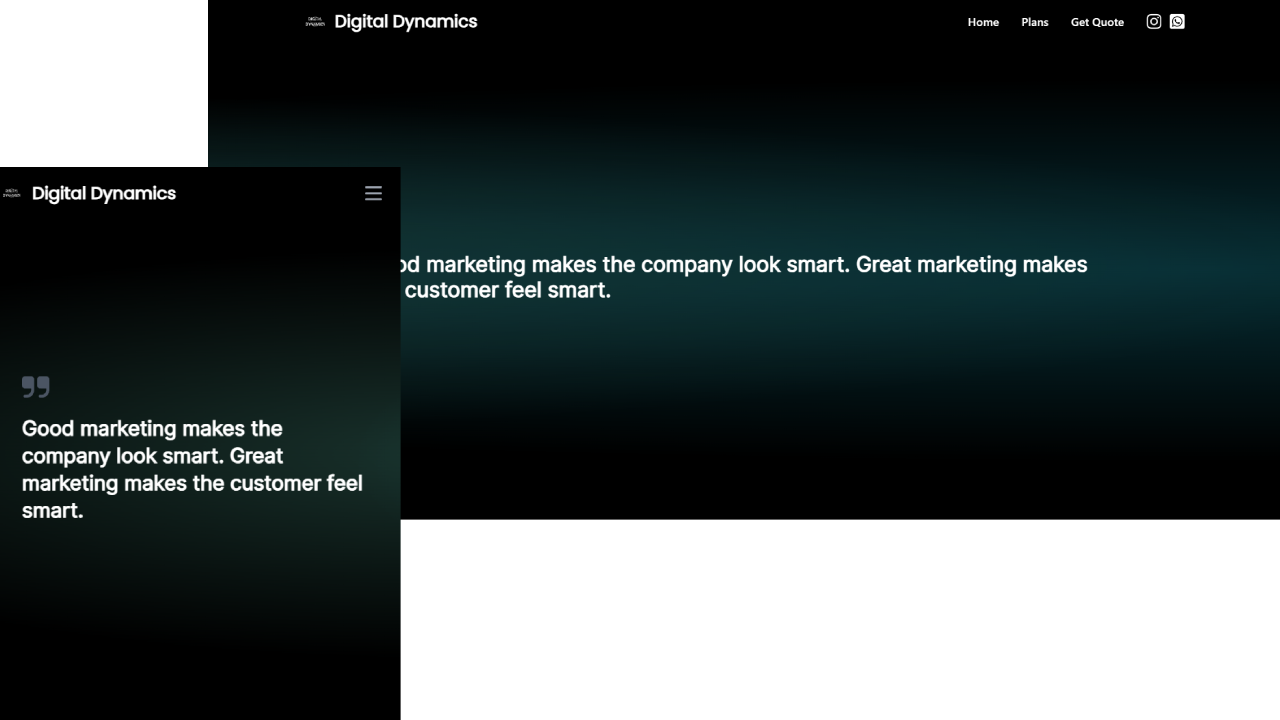 Digital Dynamics
Home Plans Get Quote
od marketing makes the company look smart. Great marketing makes
customer feel smart.
Digital Dynamics
Good marketing makes the
company look smart. Great
marketing makes the customer feel
smart.